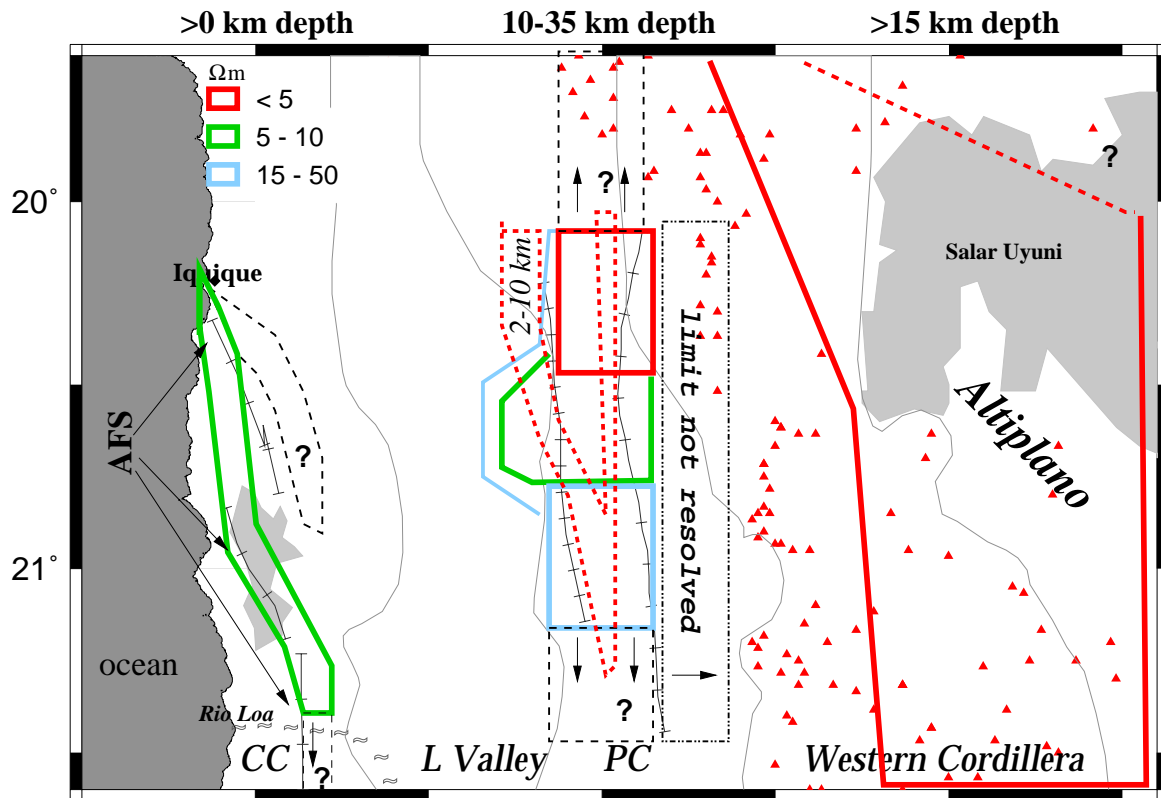 >0 km depth 10-35 km depth >15 km depth
Ωm
< 5
5 - 10
15 - 50
?
?
20°
2-10 km
Salar Uyuni
Iquique
limit not resolved
Altiplano
AFS
?
21°
ocean
Rio Loa
?
CC L Valley PC Western Cordillera
?